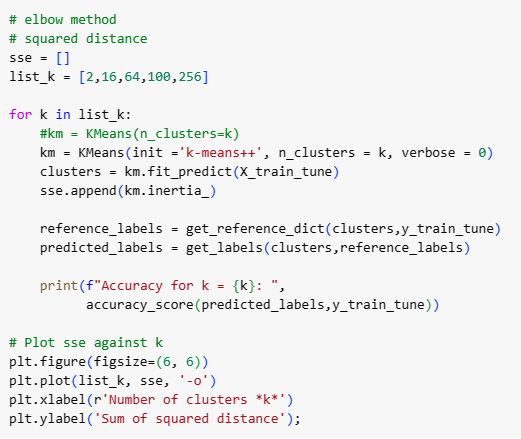 # elbow method
# squared distance
sse = []
list_k = [2,16,64,100,256]
for k in list_k:
    #km = KMeans(n_clusters=k)
    km = KMeans(init ='k-means++', n_clusters = k, verbose = 0)
    clusters = km.fit_predict(X_train_tune)
    sse.append(km.inertia_)
    reference_labels = get_reference_dict(clusters,y_train_tune)
    predicted_labels = get_labels(clusters,reference_labels)
    print(f"Accuracy for k = {k}: ",
          accuracy_score(predicted_labels,y_train_tune))
# Plot sse against k
plt.figure(figsize=(6, 6))
plt.plot(list_k, sse, '-o')
plt.xlabel(r'Number of clusters *k*')
plt.ylabel('Sum of squared distance');